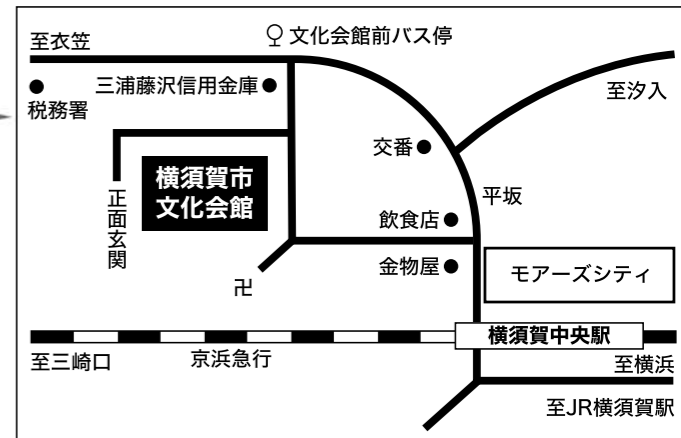 文化会館前バス停
至衣笠
三浦藤沢信用金庫
税務署
至汐入
交番
横須賀市
文化会館
正面玄関
平坂
飲食店
金物屋
モアーズシティ
卍
横須賀中央駅
至三崎口
京浜急行
至横浜
至JR横須賀駅